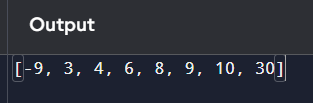 Output
[-9, 3, 4, 6, 8, 9, 10, 30]